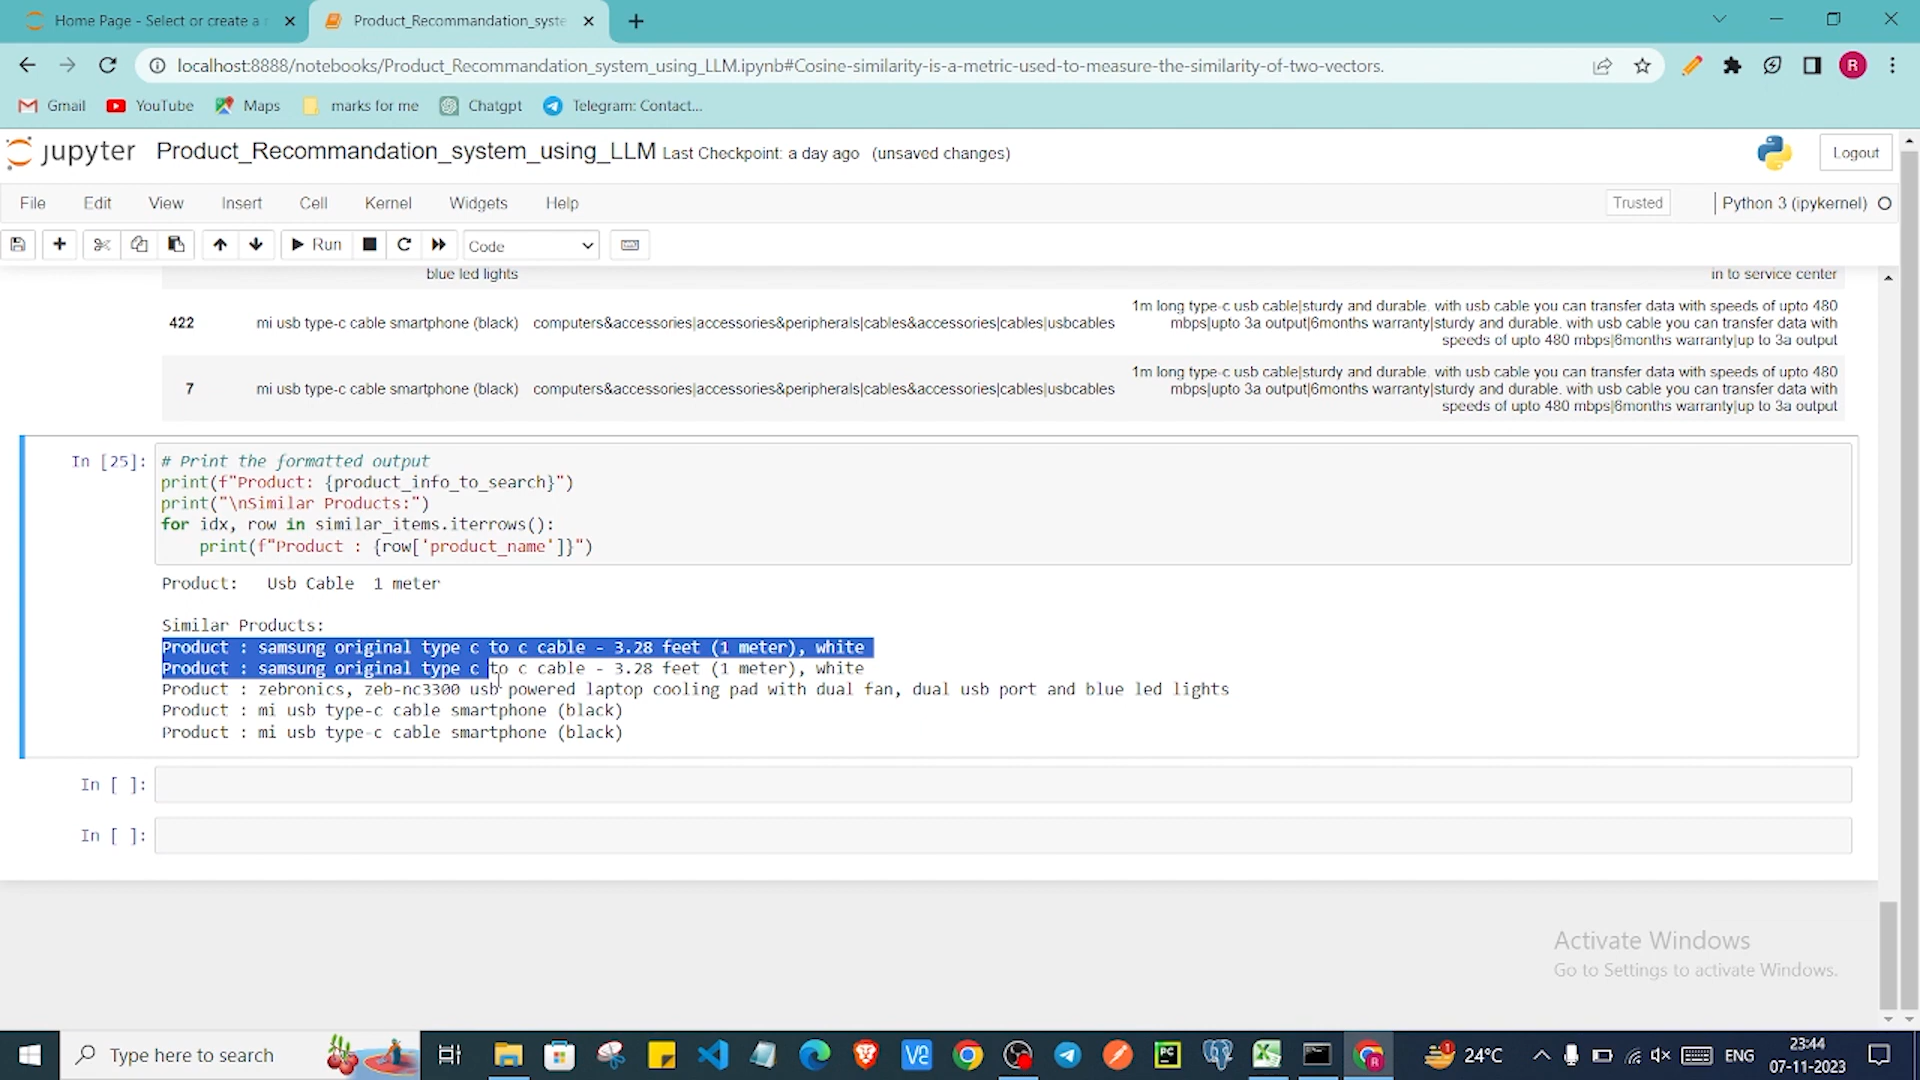 Home Page - Select or create a
Product_Recommandation_syste
localhost:8888/notebooks/Product_Recommandation_system_using_LLM.ipynb#Cosine-similarity-is-a-metric-used-to-measure-the-similarity-of-two-vectors.
R
Gmail
YouTube
Maps
marks for me
Chatgpt
Telegram: Contact...
jupyter
Product_Recommandation_system_using_LLM
Last Checkpoint: a day ago
(unsaved changes)
Logout
File
Edit
View
Insert
Cell
Kernel
Widgets
Help
Trusted
Python 3 (ipykernel)
Run
Code
blue led lights
in to service center
422
mi usb type-c cable smartphone (black)
computers&accessories|accessories&peripherals|cables&accessories|cables|usbcables
1m long type-c usb cable|sturdy and durable. with usb cable you can transfer data with speeds of upto 480
mbps|upto 3a output|6months warranty|sturdy and durable. with usb cable you can transfer data with
speeds of upto 480 mbps|6months warranty|up to 3a output
7
mi usb type-c cable smartphone (black)
computers&accessories|accessories&peripherals|cables&accessories|cables|usbcables
1m long type-c usb cable|sturdy and durable. with usb cable you can transfer data with speeds of upto 480
mbps|upto 3a output|6months warranty|sturdy and durable. with usb cable you can transfer data with
speeds of upto 480 mbps|6months warranty|up to 3a output
In [25]:
# Print the formatted output
print(f"Product: {product_info_to_search}")
print("\nSimilar Products:")
for idx, row in similar_items.iterrows():
    print(f"Product : {row['product_name']}")
Product:   Usb Cable  1 meter
Similar Products:
Product : samsung original type c to c cable - 3.28 feet (1 meter), white
Product : samsung original type c to c cable - 3.28 feet (1 meter), white
Product : zebronics, zeb-nc3300 usb powered laptop cooling pad with dual fan, dual usb port and blue led lights
Product : mi usb type-c cable smartphone (black)
Product : mi usb type-c cable smartphone (black)
In [ ]:
In [ ]:
Activate Windows
Go to Settings to activate Windows.
Type here to search
24°C
ENG
23:44
07-11-2023